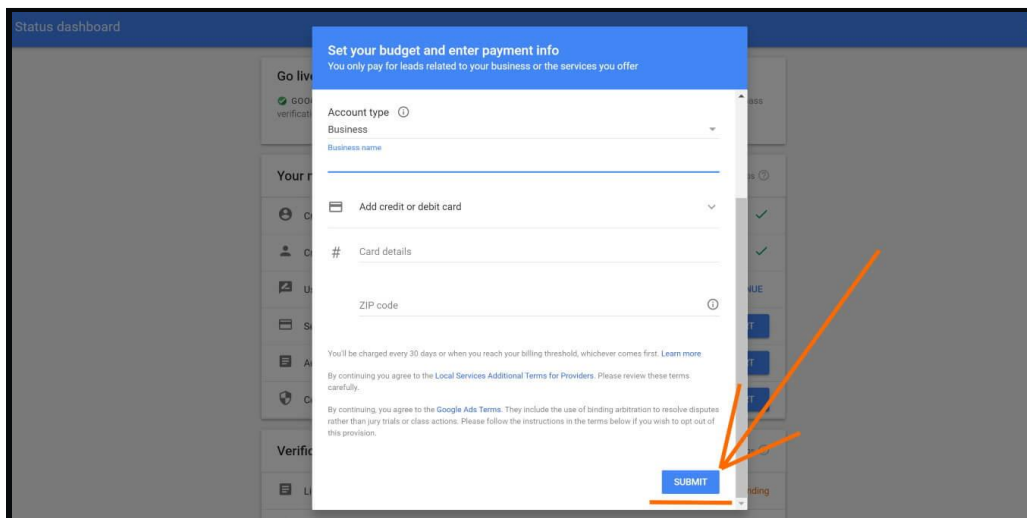 Status dashboard
Set your budget and enter payment info
You only pay for leads related to your business or the services you offer
Go live
GOO
verificati
Account type
Business
Business name
Your
Add credit or debit card
# Card details
ZIP code
You'll be charged every 30 days or when you reach your billing threshold, whichever comes first. Learn more
By continuing you agree to the Local Services Additional Terms for Providers. Please review these terms
carefully.
By continuing, you agree to the Google Ads Terms. They include the use of binding arbitration to resolve disputes
rather than jury trials or class actions. Please follow the instructions in the terms below if you wish to opt out of
this provision.
Verific
SUBMIT
Li
nding